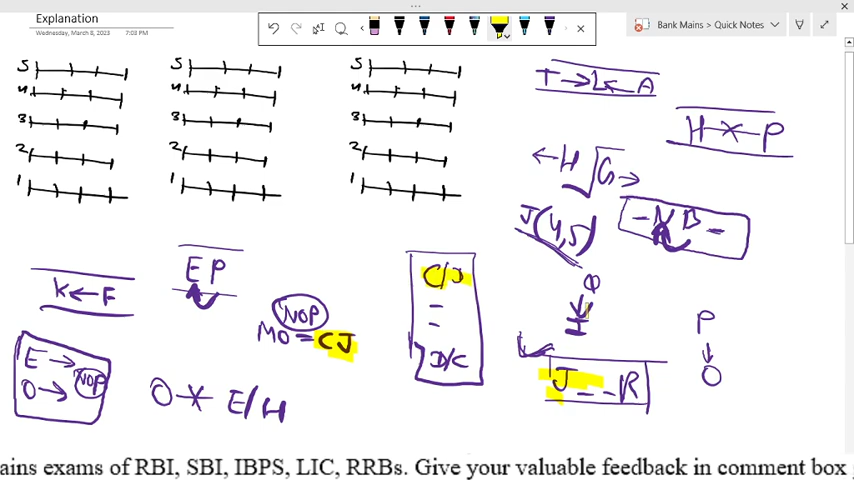 Explanation
Wednesday, March 8, 2023 7:03 PM
Bank Mains > Quick Notes
5 5 5
4 4 4
3 3 3
2 2 2
1 1 1
T → L ← A
H × P
← H G →
J (4,5)
- N B -
E P
K ← F
NOP
MO = CJ
C/J
=
D/C
Q
↓
H
J _ _ R
P
↓
O
E →
O → NOP
O × E/H
ains exams of RBI, SBI, IBPS, LIC, RRBs. Give your valuable feedback in comment box